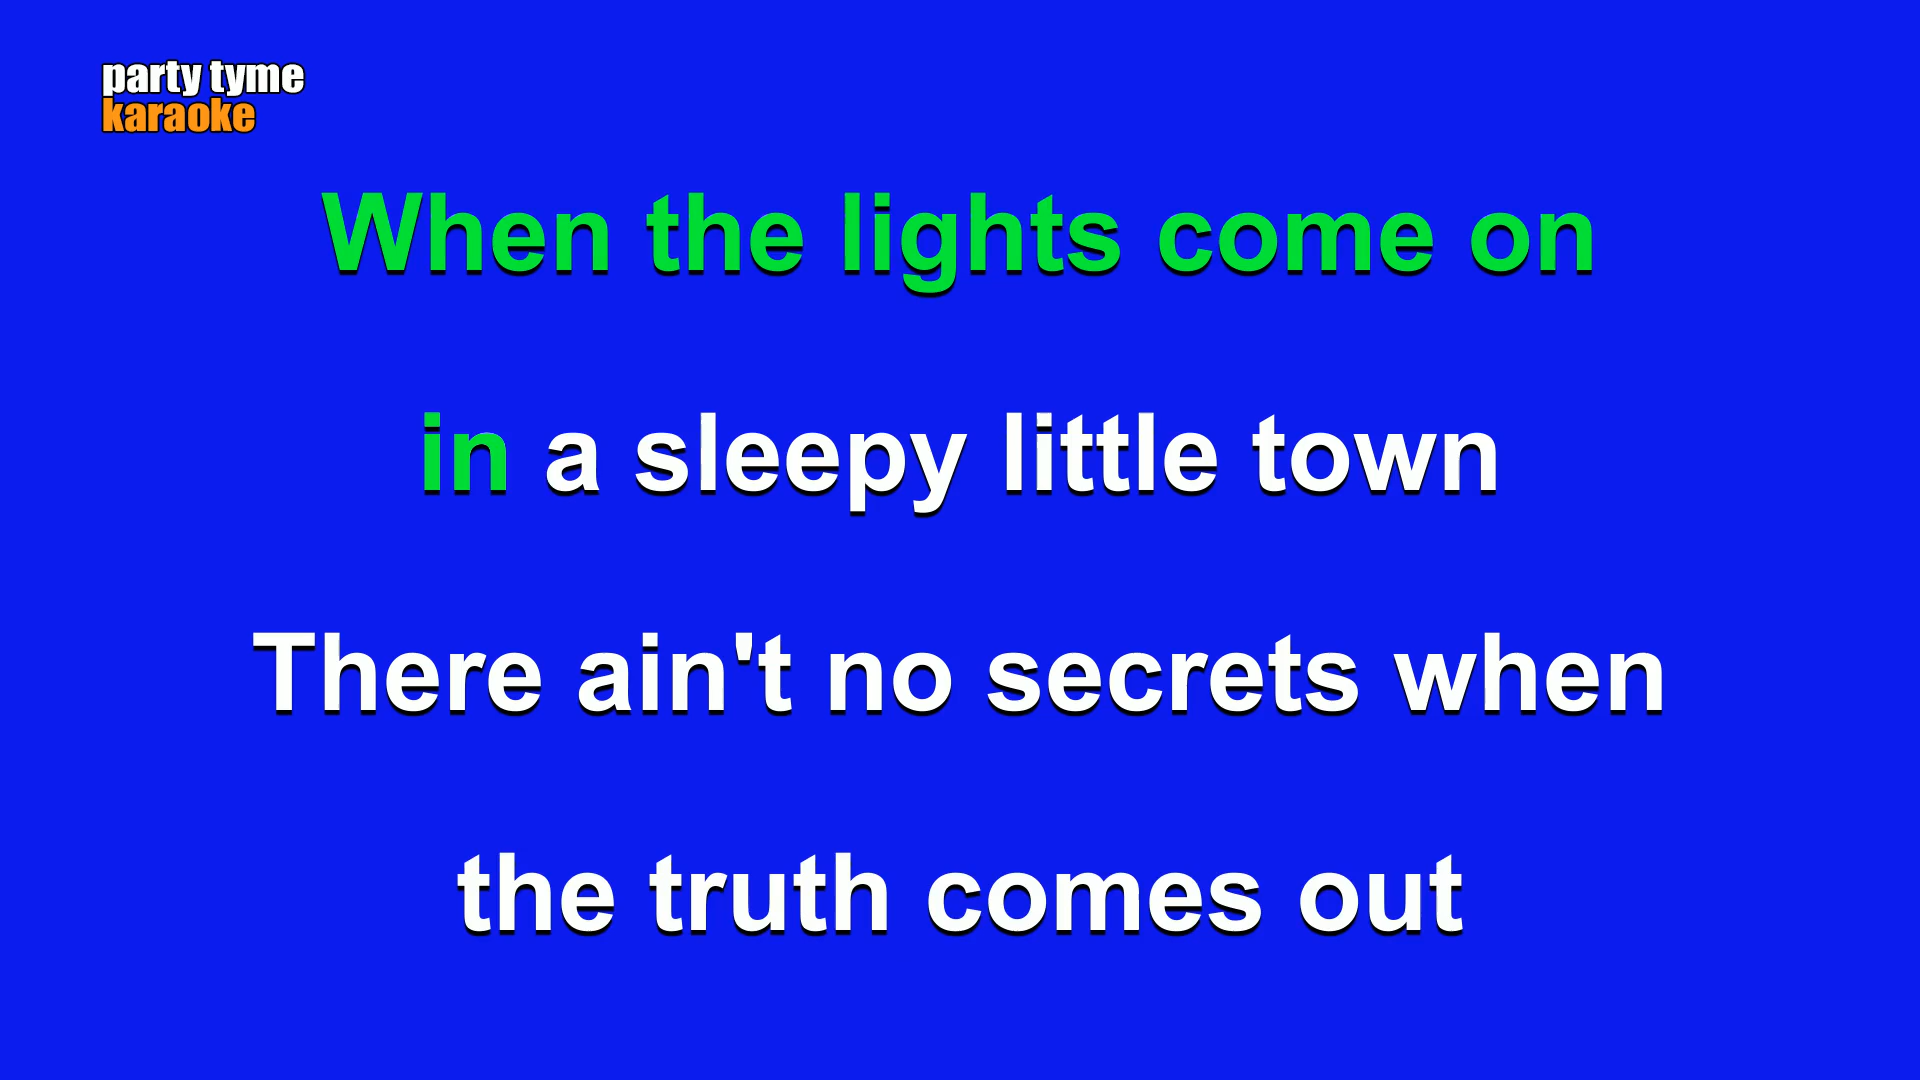 party tyme
karaoke
When the lights come on
in a sleepy little town
There ain't no secrets when
the truth comes out